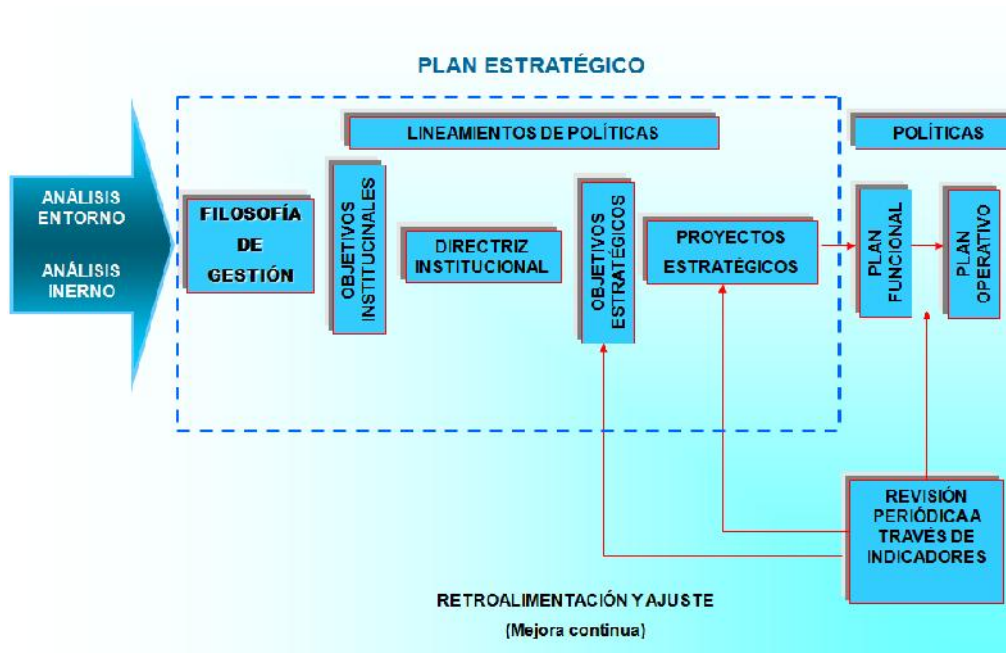 PLAN ESTRATÉGICO
LINEAMIENTOS DE POLÍTICAS
POLÍTICAS
ANÁLISIS
ENTORNO
ANÁLISIS
INERNO
FILOSOFÍA
DE
GESTIÓN
OBJETIVOS
INSTITUCINALES
DIRECTRIZ
INSTITUCIONAL
OBJETIVOS
ESTRATÉGICOS
PROYECTOS
ESTRATÉGICOS
PLAN
FUNCIONAL
PLAN
OPERATIVO
REVISIÓN
PERIÓDICA A
TRAVÉS DE
INDICADORES
RETROALIMENTACIÓN Y AJUSTE
(Mejora continua)